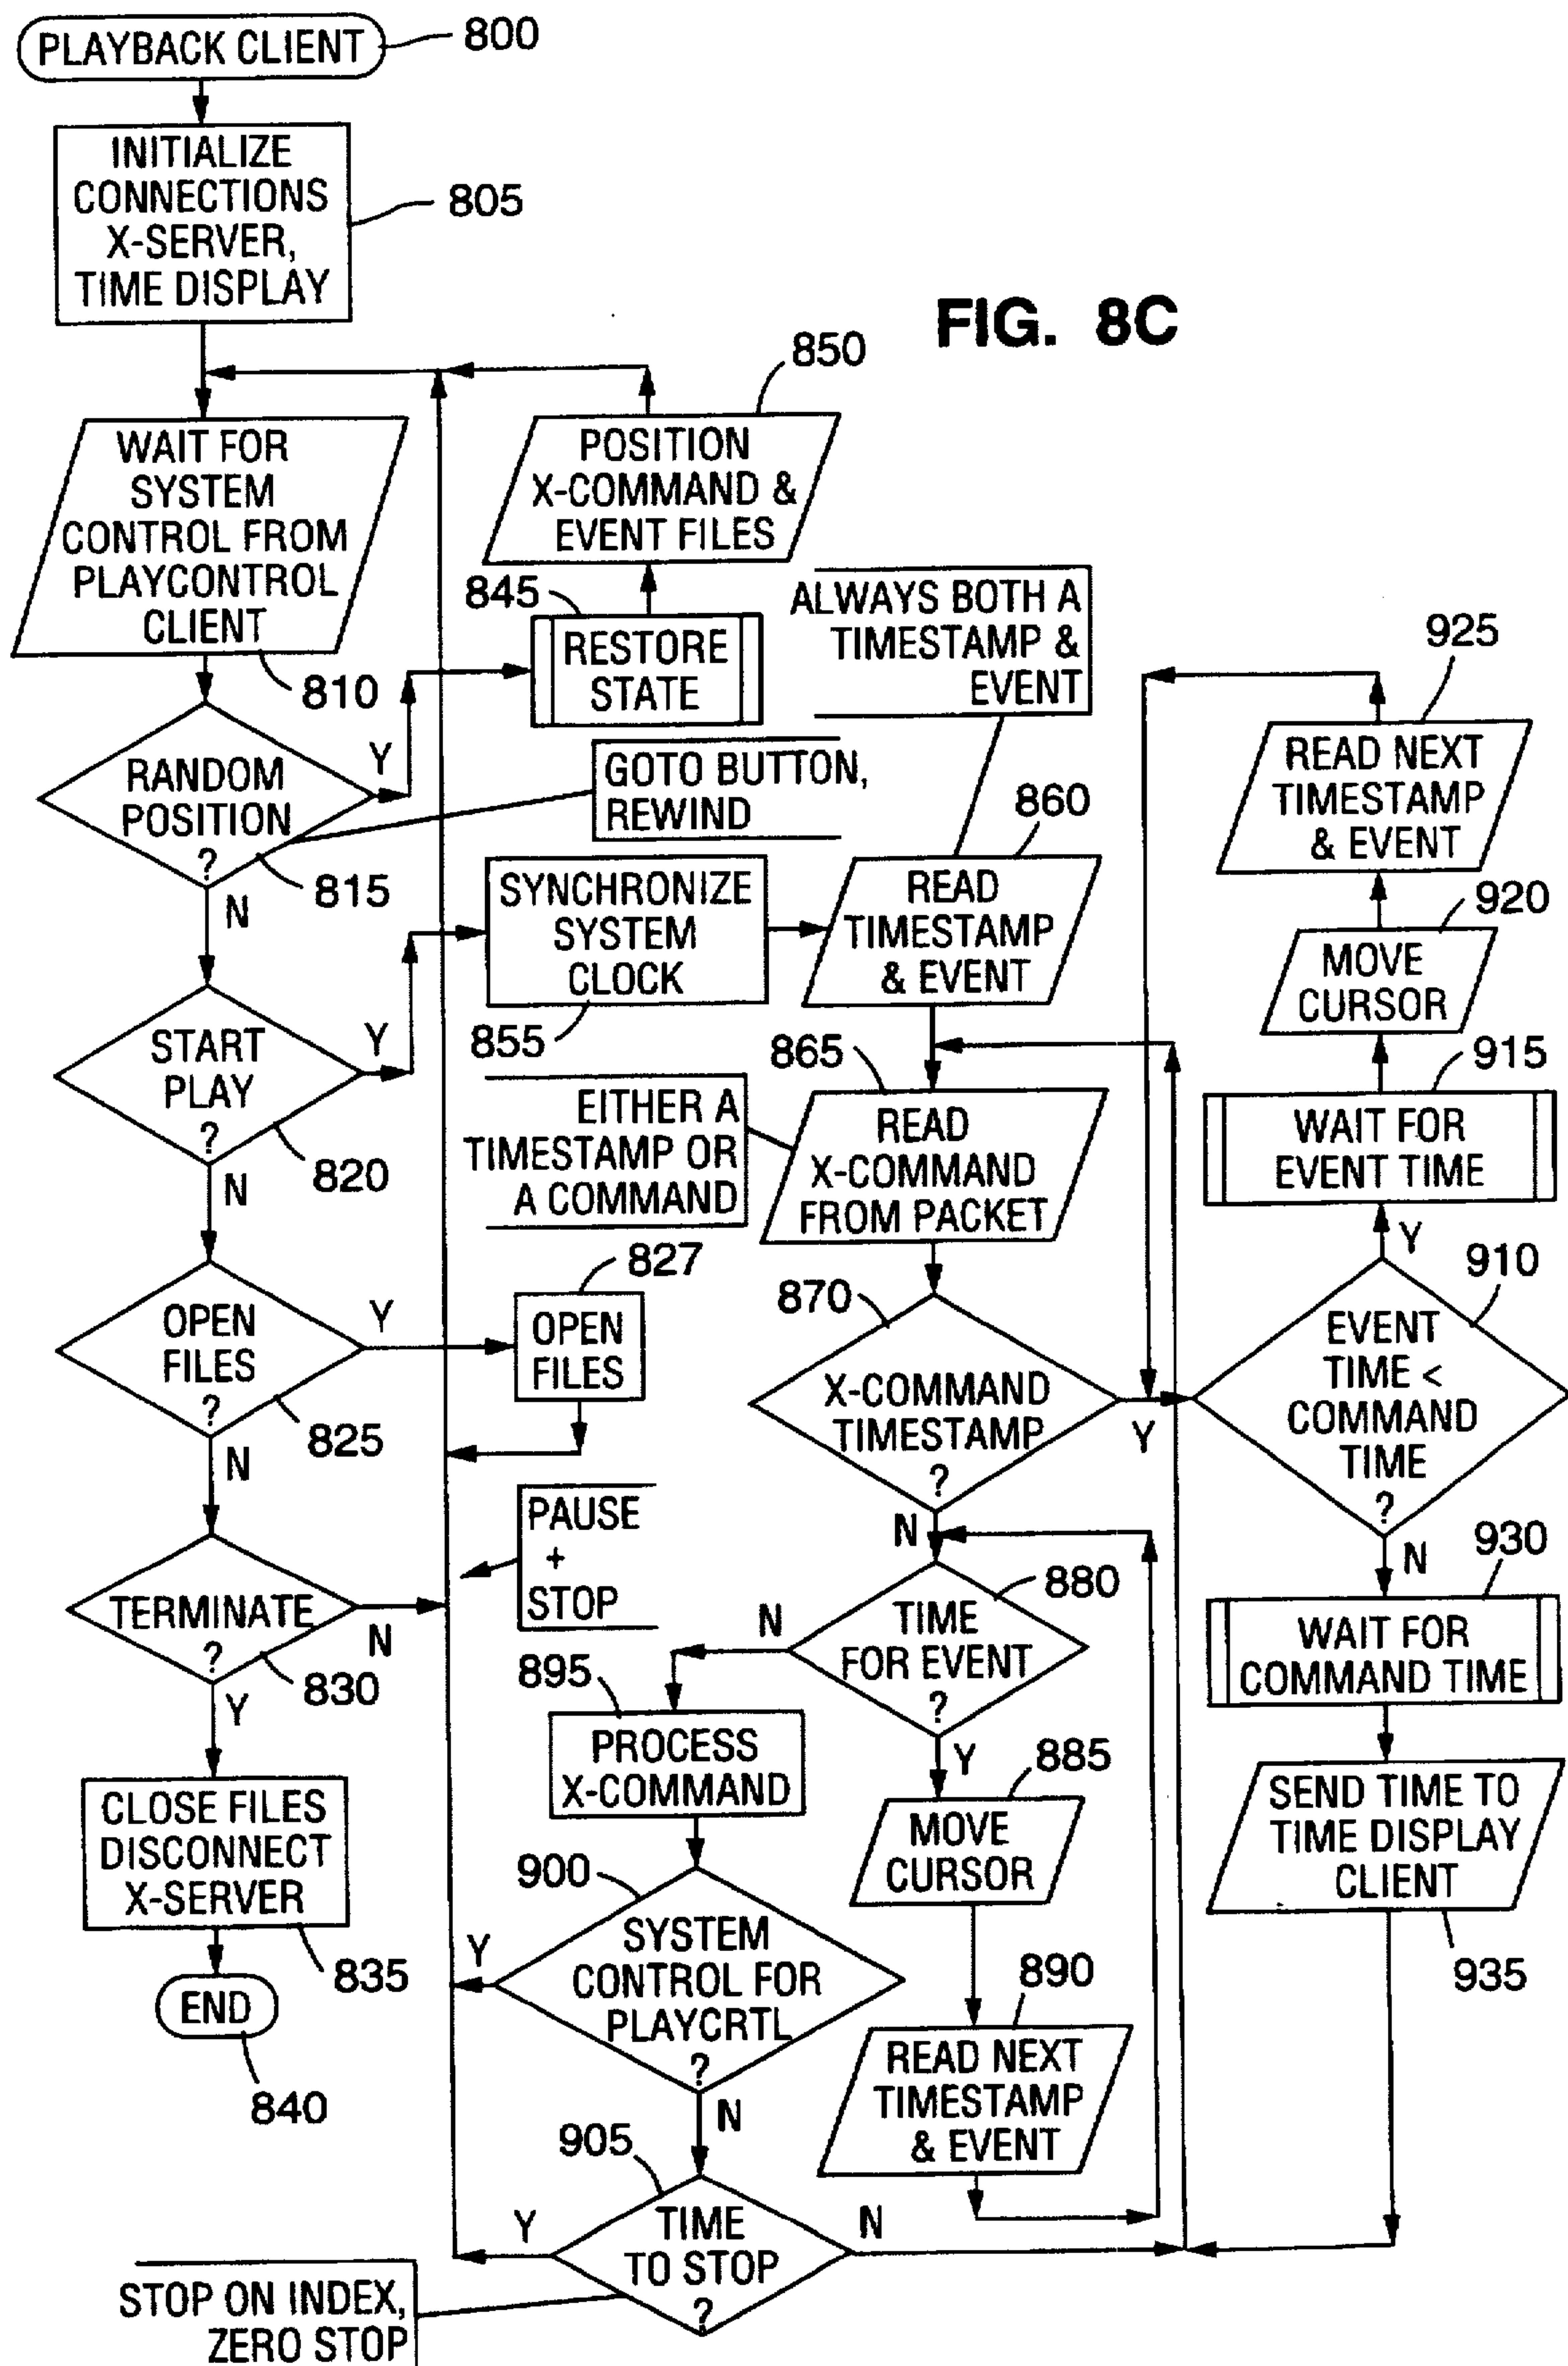 PLAYBACK CLIENT
800
INITIALIZE
CONNECTIONS
X-SERVER,
TIME DISPLAY
805
FIG. 8C
WAIT FOR
SYSTEM
CONTROL FROM
PLAYCONTROL
CLIENT
810
850
POSITION
X-COMMAND &
EVENT FILES
845
RESTORE
STATE
RANDOM
POSITION
?
Y
N
815
GOTO BUTTON,
REWIND
START
PLAY
?
Y
N
820
SYNCHRONIZE
SYSTEM
CLOCK
855
ALWAYS BOTH A
TIMESTAMP &
EVENT
860
READ
TIMESTAMP
& EVENT
865
EITHER A
TIMESTAMP OR
A COMMAND
READ
X-COMMAND
FROM PACKET
OPEN
FILES
?
Y
N
825
827
OPEN
FILES
870
X-COMMAND
TIMESTAMP
?
Y
N
TERMINATE
?
N
Y
830
PAUSE
+
STOP
CLOSE FILES
DISCONNECT
X-SERVER
835
END
840
880
TIME
FOR EVENT
?
N
Y
885
MOVE
CURSOR
890
READ NEXT
TIMESTAMP
& EVENT
895
PROCESS
X-COMMAND
900
SYSTEM
CONTROL FOR
PLAYCRTL
?
Y
N
905
TIME
TO STOP
?
Y
N
STOP ON INDEX,
ZERO STOP
925
READ NEXT
TIMESTAMP
& EVENT
920
MOVE
CURSOR
915
WAIT FOR
EVENT TIME
Y
910
EVENT
TIME <
COMMAND
TIME
?
N
930
WAIT FOR
COMMAND TIME
SEND TIME TO
TIME DISPLAY
CLIENT
935